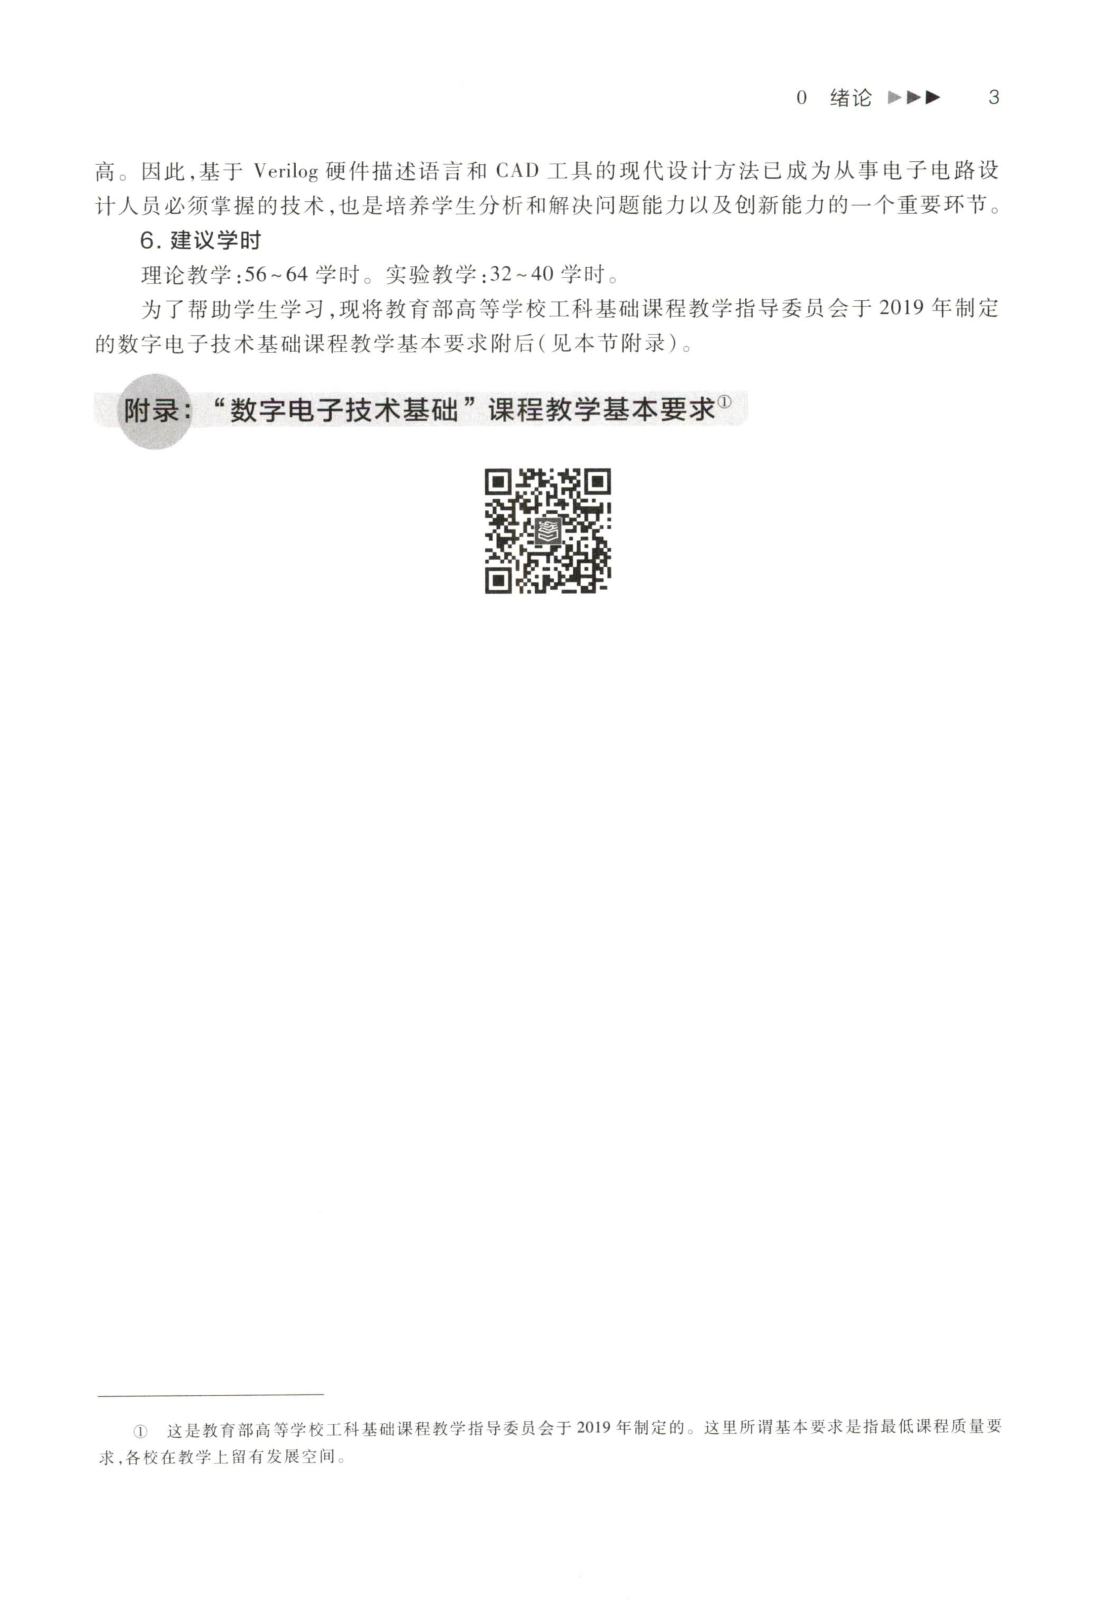 0 绪论 ▶▶▶ 3
高。因此,基于 Verilog 硬件描述语言和 CAD 工具的现代设计方法已成为从事电子电路设
计人员必须掌握的技术,也是培养学生分析和解决问题能力以及创新能力的一个重要环节。
6. 建议学时
理论教学:56~64 学时。实验教学:32~40 学时。
为了帮助学生学习,现将教育部高等学校工科基础课程教学指导委员会于 2019 年制定
的数字电子技术基础课程教学基本要求附后(见本节附录)。
附录:“数字电子技术基础”课程教学基本要求①
① 这是教育部高等学校工科基础课程教学指导委员会于 2019 年制定的。这里所谓基本要求是指最低课程质量要
求,各校在教学上留有发展空间。